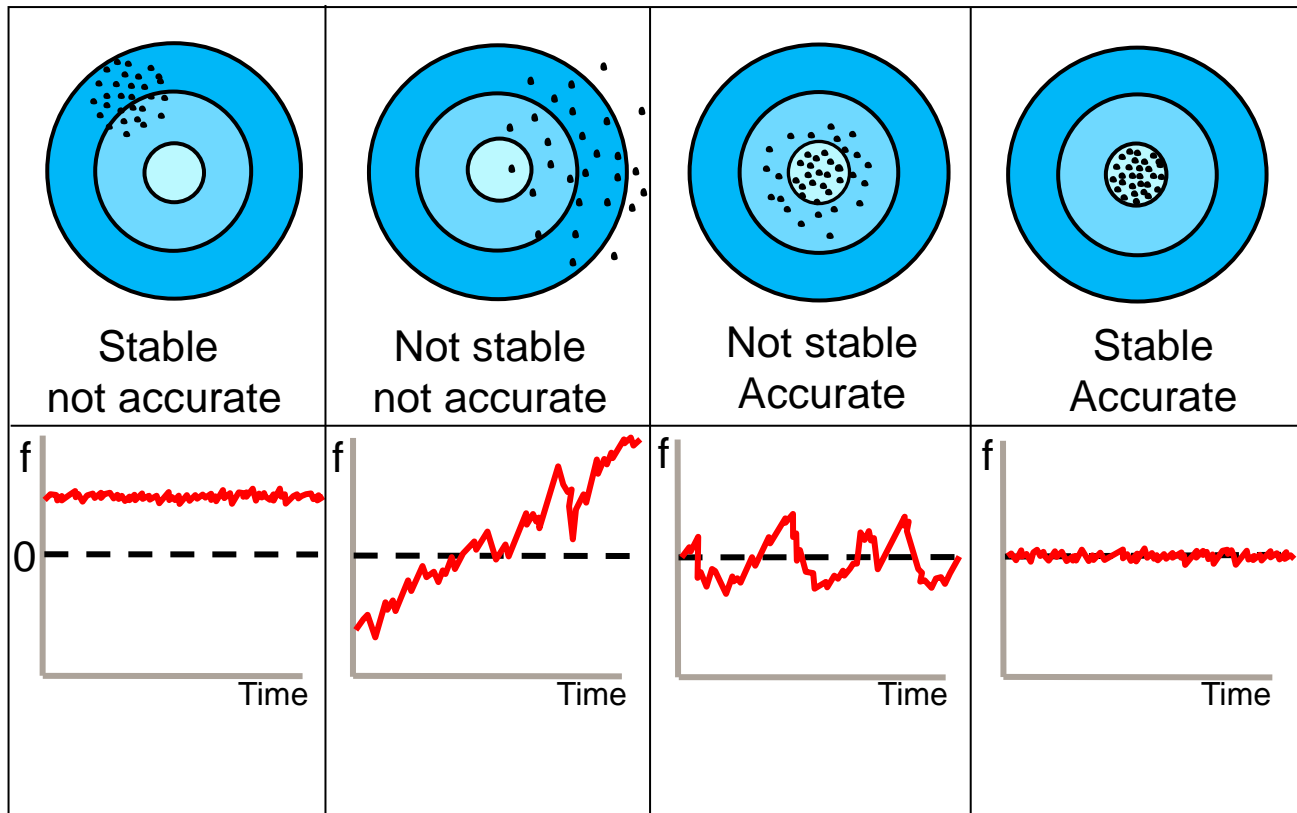 Stable
not accurate
Not stable
not accurate
Not stable
Accurate
Stable
Accurate
f
0
Time
f
Time
f
Time
f
Time